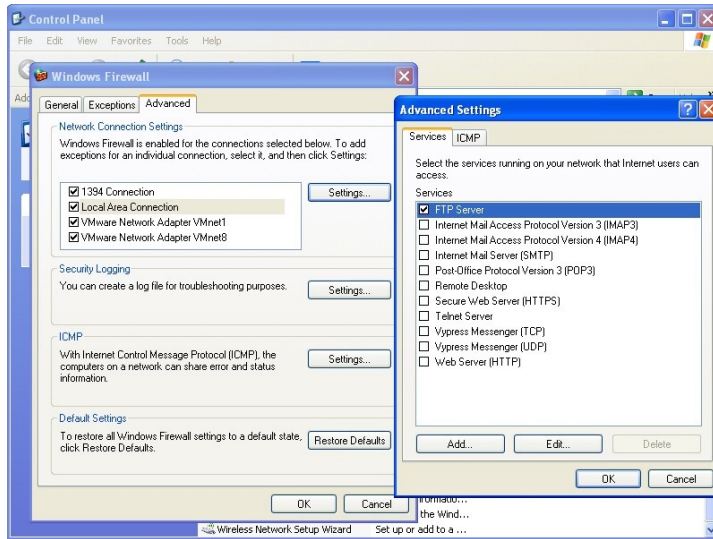 Control Panel
File Edit View Favorites Tools Help
Windows Firewall
General Exceptions Advanced
Network Connection Settings
Windows Firewall is enabled for the connections selected below. To add
exceptions for an individual connection, select it, and then click Settings:
1394 Connection
Local Area Connection
VMware Network Adapter VMnet1
VMware Network Adapter VMnet8
Settings...
Security Logging
You can create a log file for troubleshooting purposes.
Settings...
ICMP
With Internet Control Message Protocol (ICMP), the
computers on a network can share error and status
information.
Settings...
Default Settings
To restore all Windows Firewall settings to a default state,
click Restore Defaults.
Restore Defaults
OK Cancel
Advanced Settings
Services ICMP
Select the services running on your network that Internet users can
access.
Services
FTP Server
Internet Mail Access Protocol Version 3 (IMAP3)
Internet Mail Access Protocol Version 4 (IMAP4)
Internet Mail Server (SMTP)
Post-Office Protocol Version 3 (POP3)
Remote Desktop
Secure Web Server (HTTPS)
Telnet Server
Vypress Messenger (TCP)
Vypress Messenger (UDP)
Web Server (HTTP)
Add... Edit... Delete
OK Cancel
the Wind...
Wireless Network Setup Wizard Set up or add to a ...